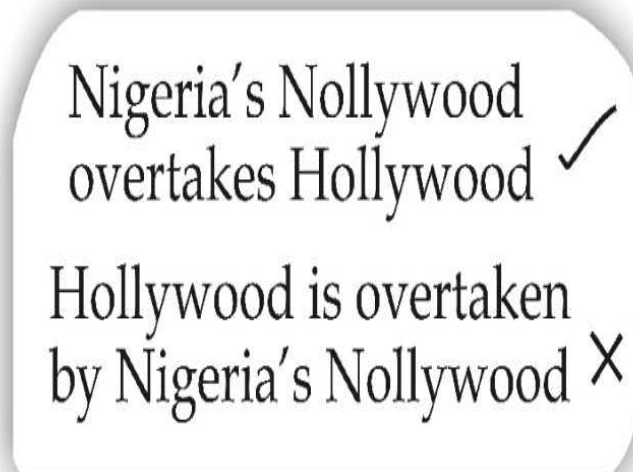 Nigeria's Nollywood
overtakes Hollywood ✓
Hollywood is overtaken
by Nigeria's Nollywood X